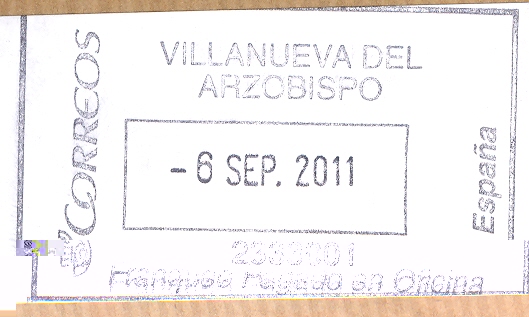 VILLANUEVA DEL
ARZOBISPO
CORREOS
- 6 SEP. 2011
España
Franqueo Pagado en Oficina